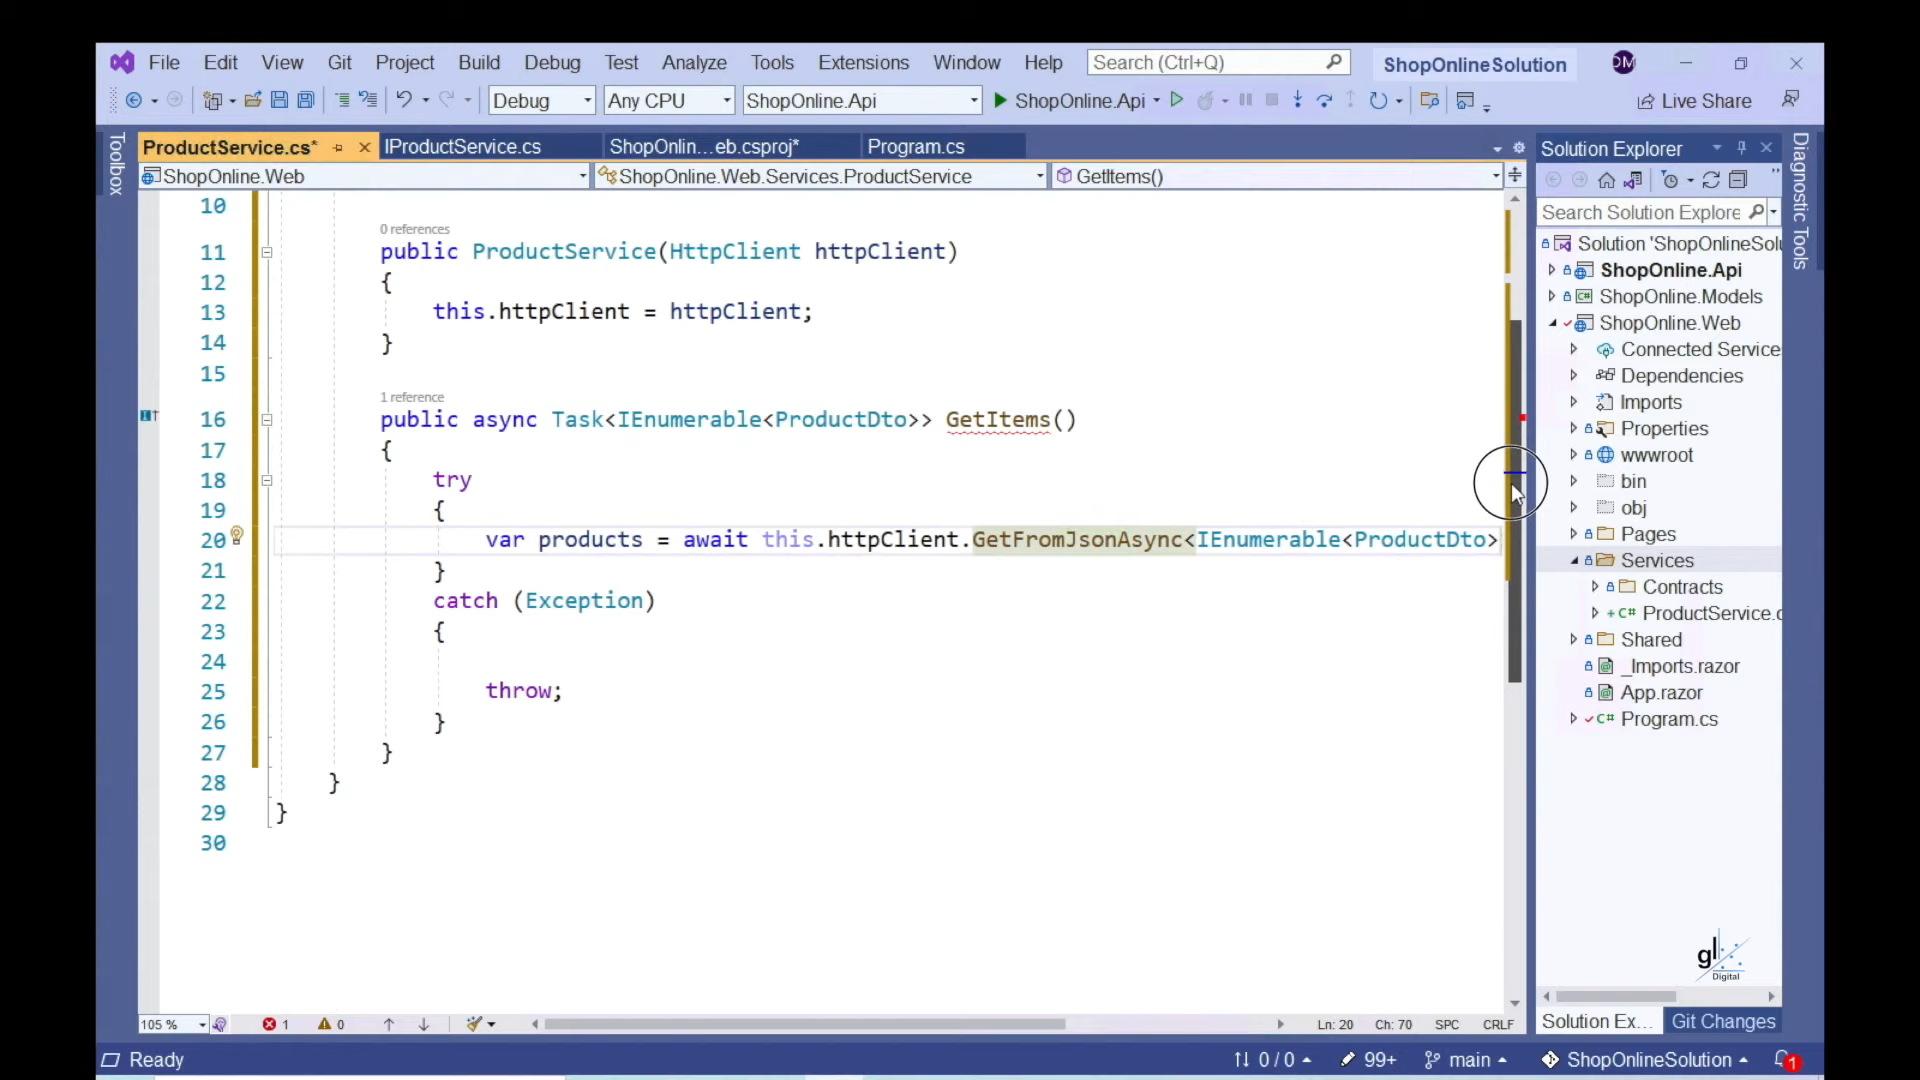 File Edit View Git Project Build Debug Test Analyze Tools Extensions Window Help Search (Ctrl+Q) ShopOnlineSolution DM
Debug Any CPU ShopOnline.Api ShopOnline.Api Live Share
Toolbox
ProductService.cs* IProductService.cs ShopOnlin...eb.csproj* Program.cs
ShopOnline.Web ShopOnline.Web.Services.ProductService GetItems()
10
0 references
11 public ProductService(HttpClient httpClient)
12 {
13 this.httpClient = httpClient;
14 }
15
1 reference
16 public async Task<IEnumerable<ProductDto>> GetItems()
17 {
18 try
19 {
20 var products = await this.httpClient.GetFromJsonAsync<IEnumerable<ProductDto>
21 }
22 catch (Exception)
23 {
24
25 throw;
26 }
27 }
28 }
29 }
30
105 % 1 0 Ln: 20 Ch: 70 SPC CRLF
Solution Explorer
Search Solution Explore
Solution 'ShopOnlineSolu
ShopOnline.Api
ShopOnline.Models
ShopOnline.Web
Connected Service
Dependencies
Imports
Properties
wwwroot
bin
obj
Pages
Services
Contracts
ProductService.c
Shared
_Imports.razor
App.razor
Program.cs
gl
Digital
Solution Ex... Git Changes
Diagnostic Tools
Ready 0 / 0 99+ main ShopOnlineSolution 1